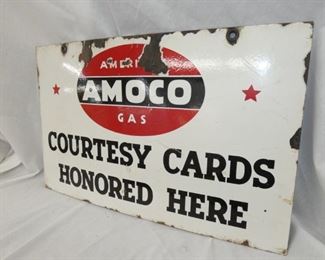 AMERI
AMOCO
GAS
COURTESY CARDS
HONORED HERE